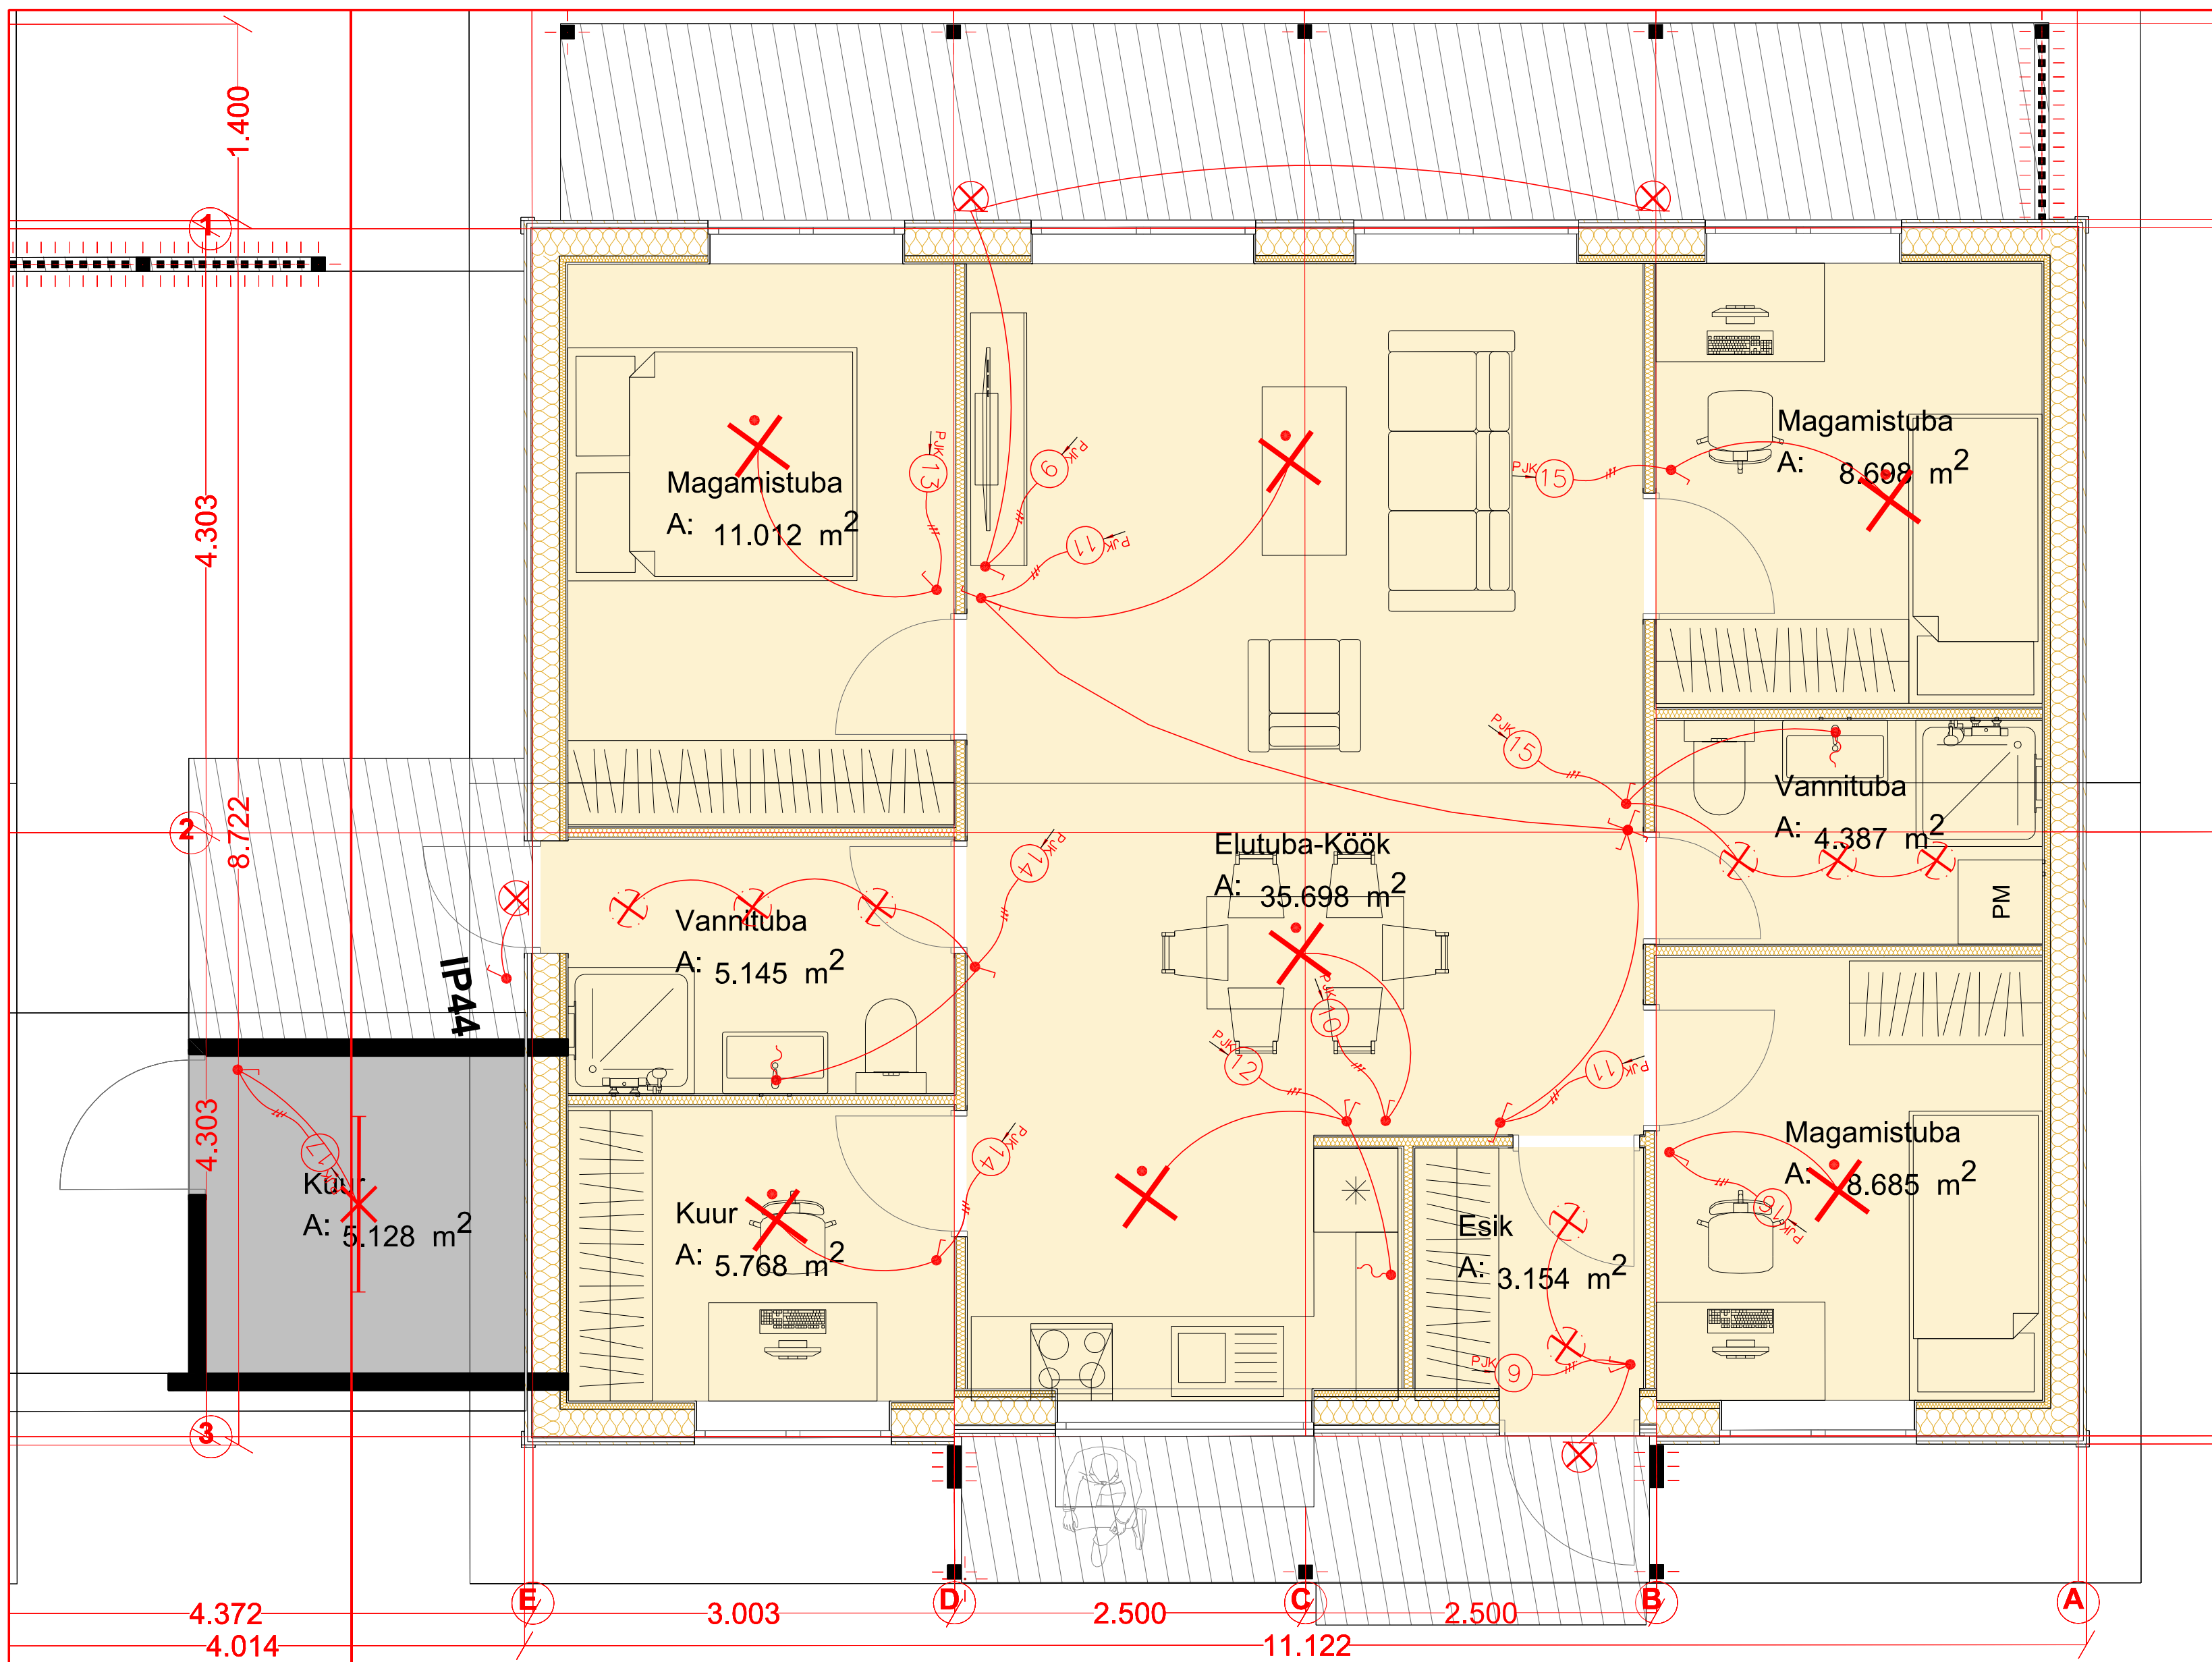 1.400
1
4.303
8.722
2
4.303
3
Magamistuba
A: 11.012 m2
PJK
13
PJK
9
PJK
11
PJK
15
Magamistuba
A: 8.698 m2
PJK
15
Vannituba
A: 4.387 m2
PM
Elutuba-Köök
A: 35.698 m2
PJK
14
Vannituba
A: 5.145 m2
IP44
PJK
10
PJK
12
PJK
11
PJK
14
Kuur
A: 5.128 m2
17
Kuur
A: 5.768 m2
Esik
A: 3.154 m2
PJK
9
Magamistuba
A: 8.685 m2
16
PJK
E
D
C
B
A
4.372
3.003
2.500
2.500
4.014
11.122